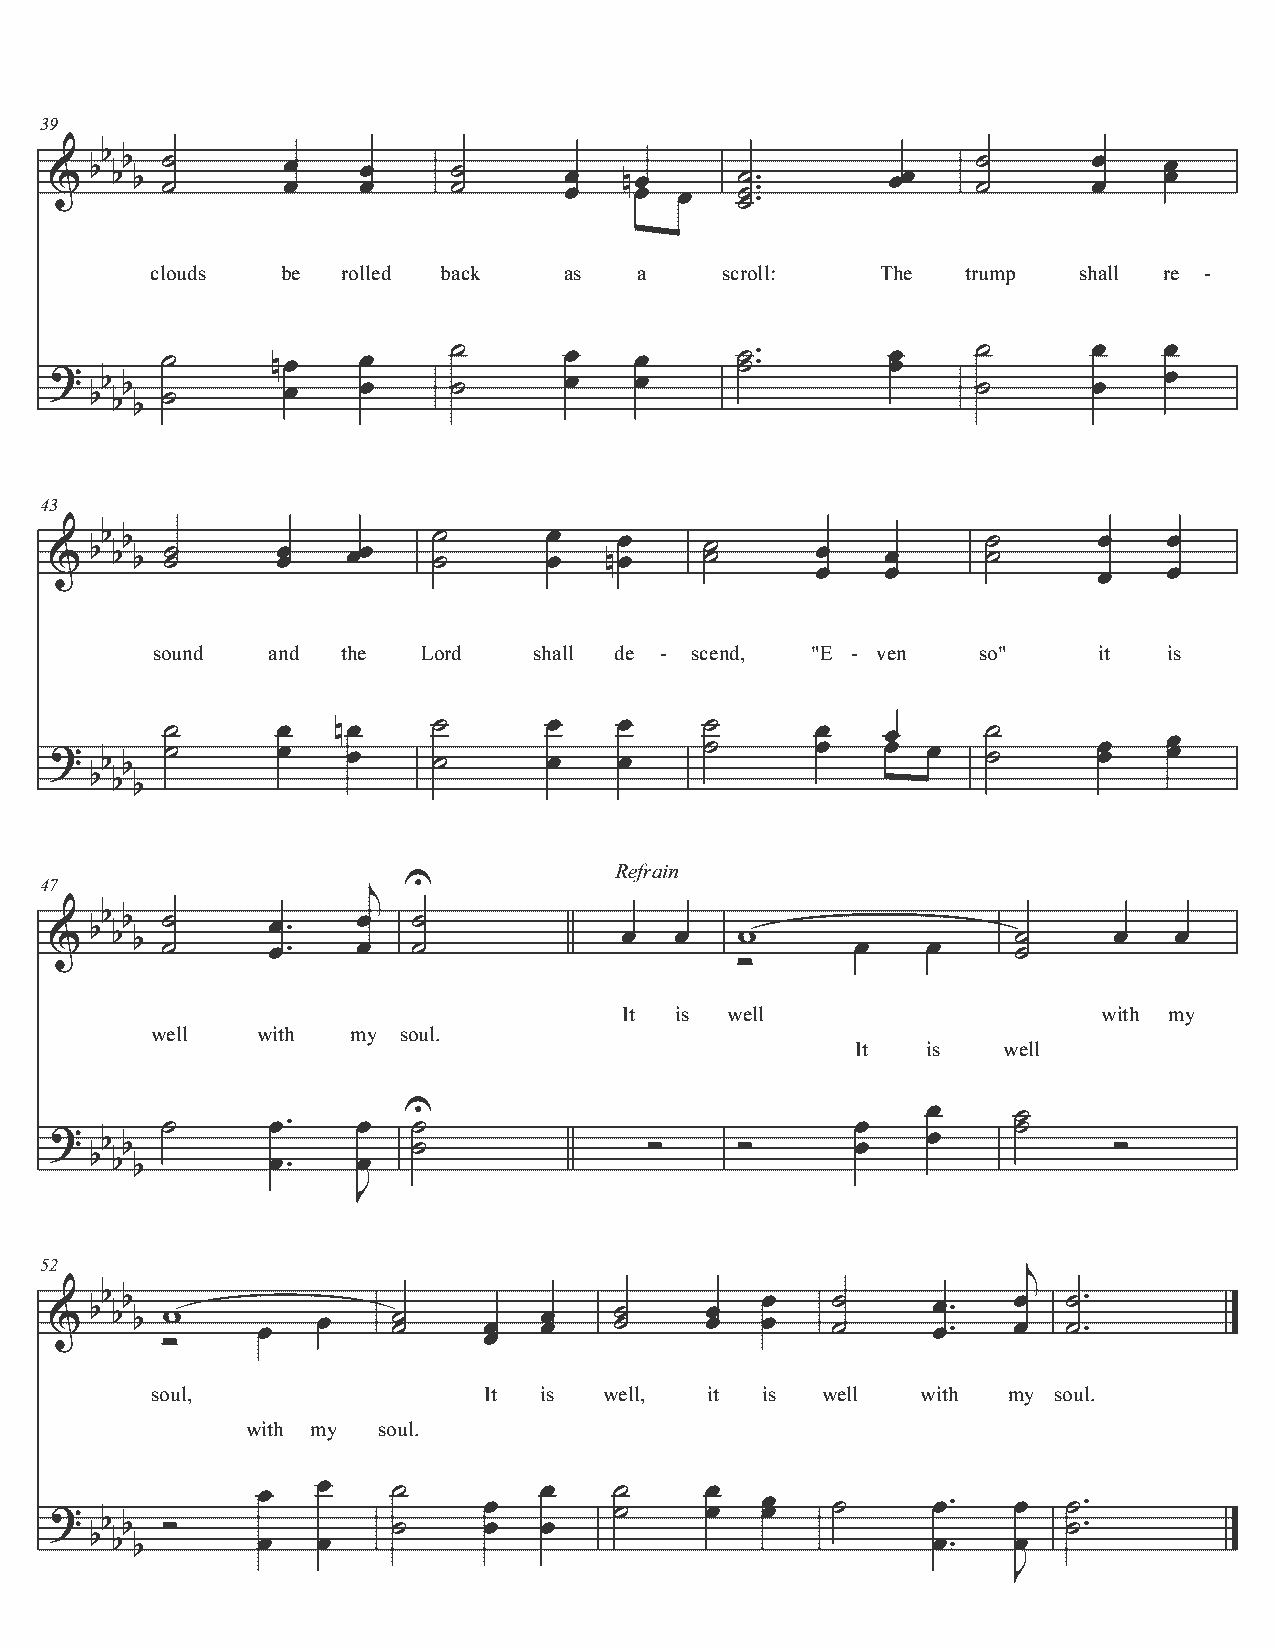 39
clouds be rolled back as a scroll: The trump shall re -
43
sound and the Lord shall de - scend, "E - ven so" it is
Refrain
47
It is well with my
well with my soul.
It is well
52
soul, It is well, it is well with my soul.
with my soul.